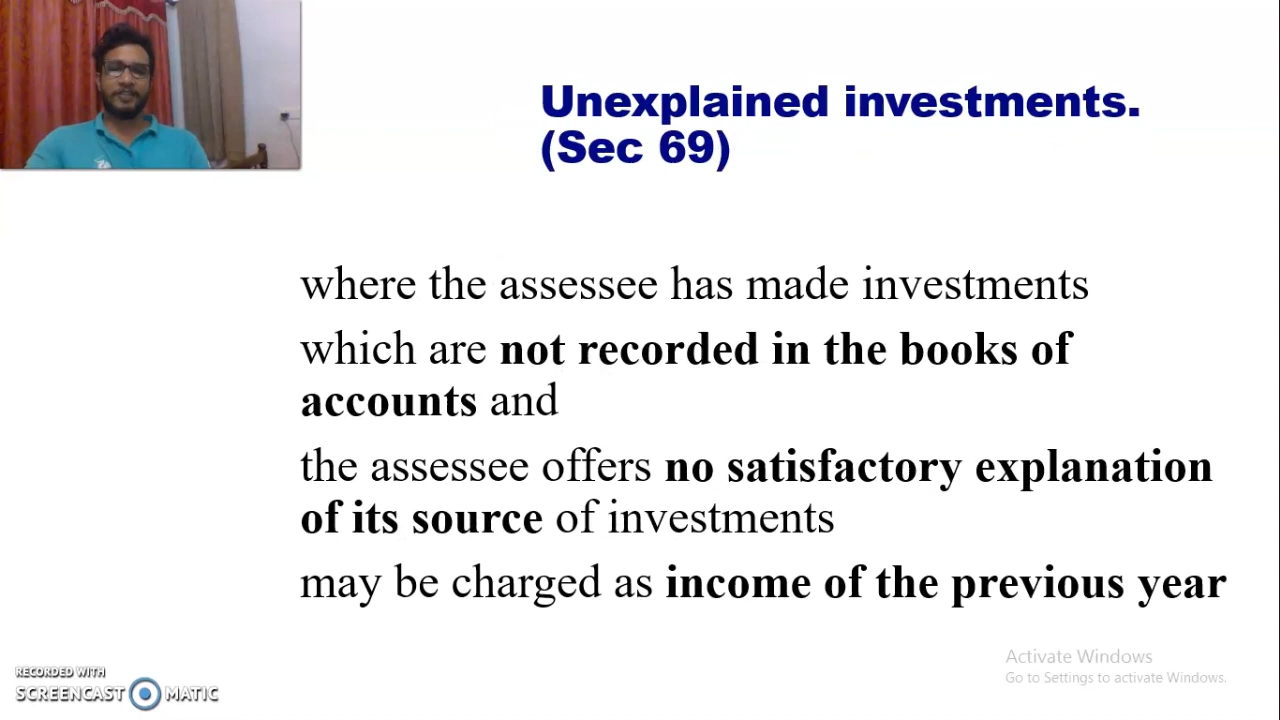 Unexplained investments.
(Sec 69)
where the assessee has made investments
which are not recorded in the books of
accounts and
the assessee offers no satisfactory explanation
of its source of investments
may be charged as income of the previous year
Activate Windows
Go to Settings to activate Windows.
RECORDED WITH
SCREENCAST MATIC